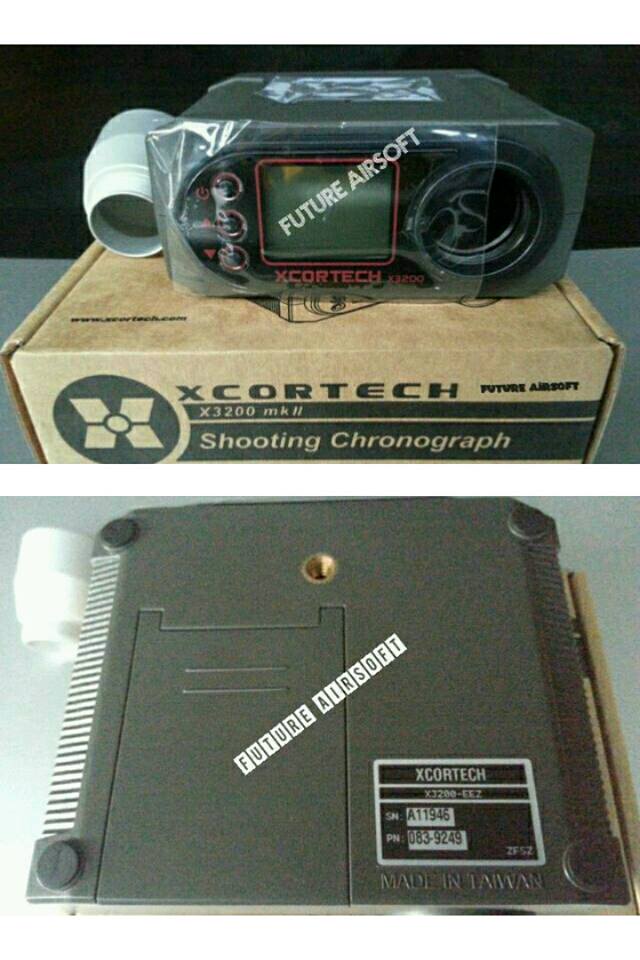 FUTURE AIRSOFT
XCORTECH X3200
www.xcortech.com
XCORTECH
FUTURE AIRSOFT
X3200 mkII
Shooting Chronograph
FUTURE AIRSOFT
XCORTECH
X3200-EEZ
SN: A11946
PN: 083-9249
ZFSZ
MADE IN TAIWAN